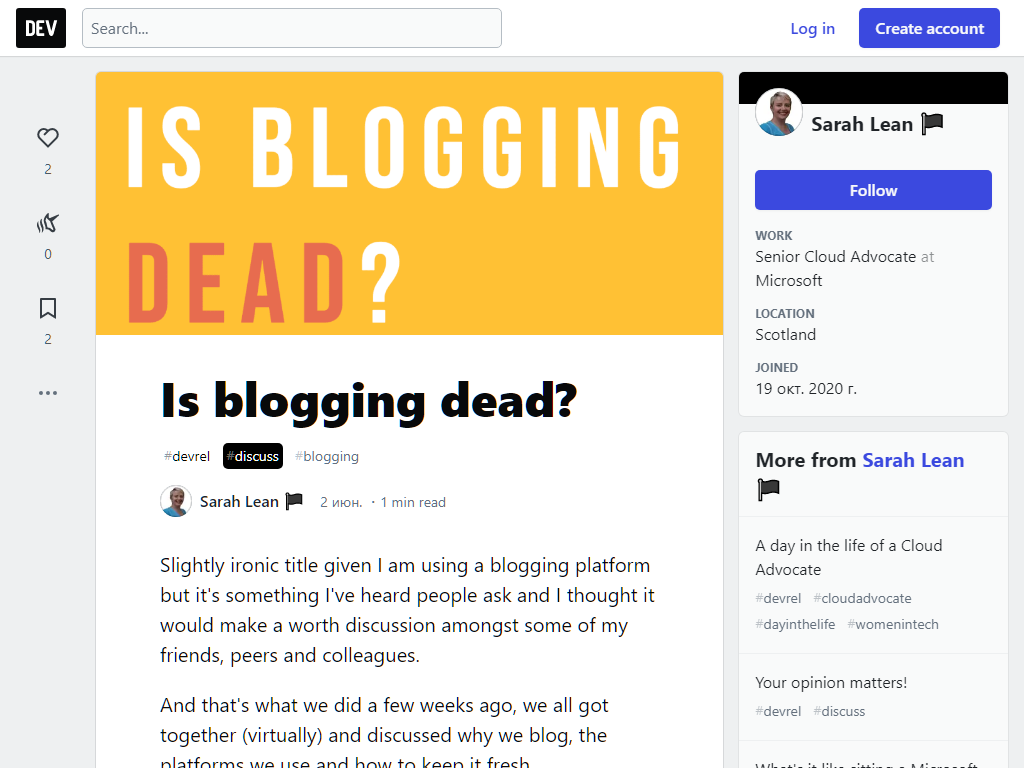 DEV
Search...
Log in
Create account
IS BLOGGING
DEAD?
2
0
2
Is blogging dead?
#devrel #discuss #blogging
Sarah Lean 🏴 2 июн. ・1 min read
Slightly ironic title given I am using a blogging platform
but it's something I've heard people ask and I thought it
would make a worth discussion amongst some of my
friends, peers and colleagues.
And that's what we did a few weeks ago, we all got
together (virtually) and discussed why we blog, the
platforms we use and how to keep it fresh.
Sarah Lean 🏴
Follow
WORK
Senior Cloud Advocate at
Microsoft
LOCATION
Scotland
JOINED
19 окт. 2020 г.
More from Sarah Lean
🏴
A day in the life of a Cloud
Advocate
#devrel #cloudadvocate
#dayinthelife #womenintech
Your opinion matters!
#devrel #discuss
What's it like sitting a Microsoft